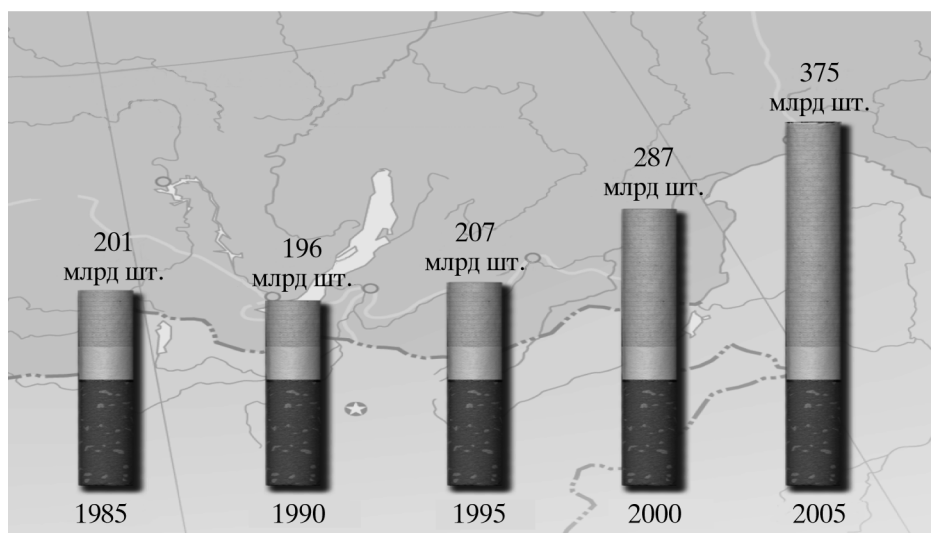 201
млрд шт.
196
млрд шт.
207
млрд шт.
287
млрд шт.
375
млрд шт.
1985
1990
1995
2000
2005